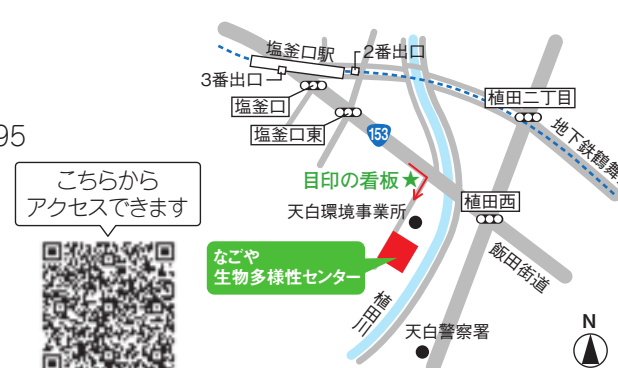 塩釜口駅
2番出口
3番出口
塩釜口
塩釜口東
153
植田二丁目
地下鉄鶴舞
95
こちらから
アクセスできます
目印の看板★
天白環境事業所
植田西
なごや
生物多様性センター
飯田街道
植田川
天白警察署
N